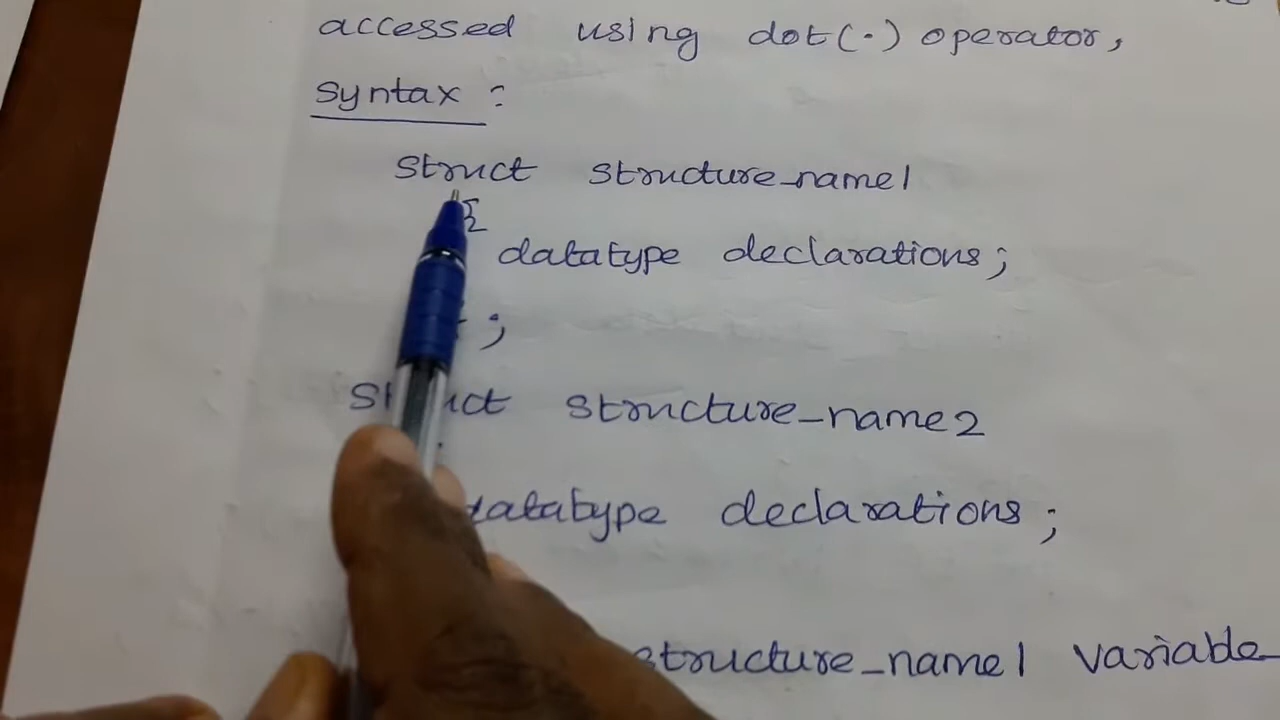 accessed using dot(.) operator,
syntax :
struct structure_name1
{
datatype declarations;
;
structure_name2
datatype declarations;
structure_name1 variable